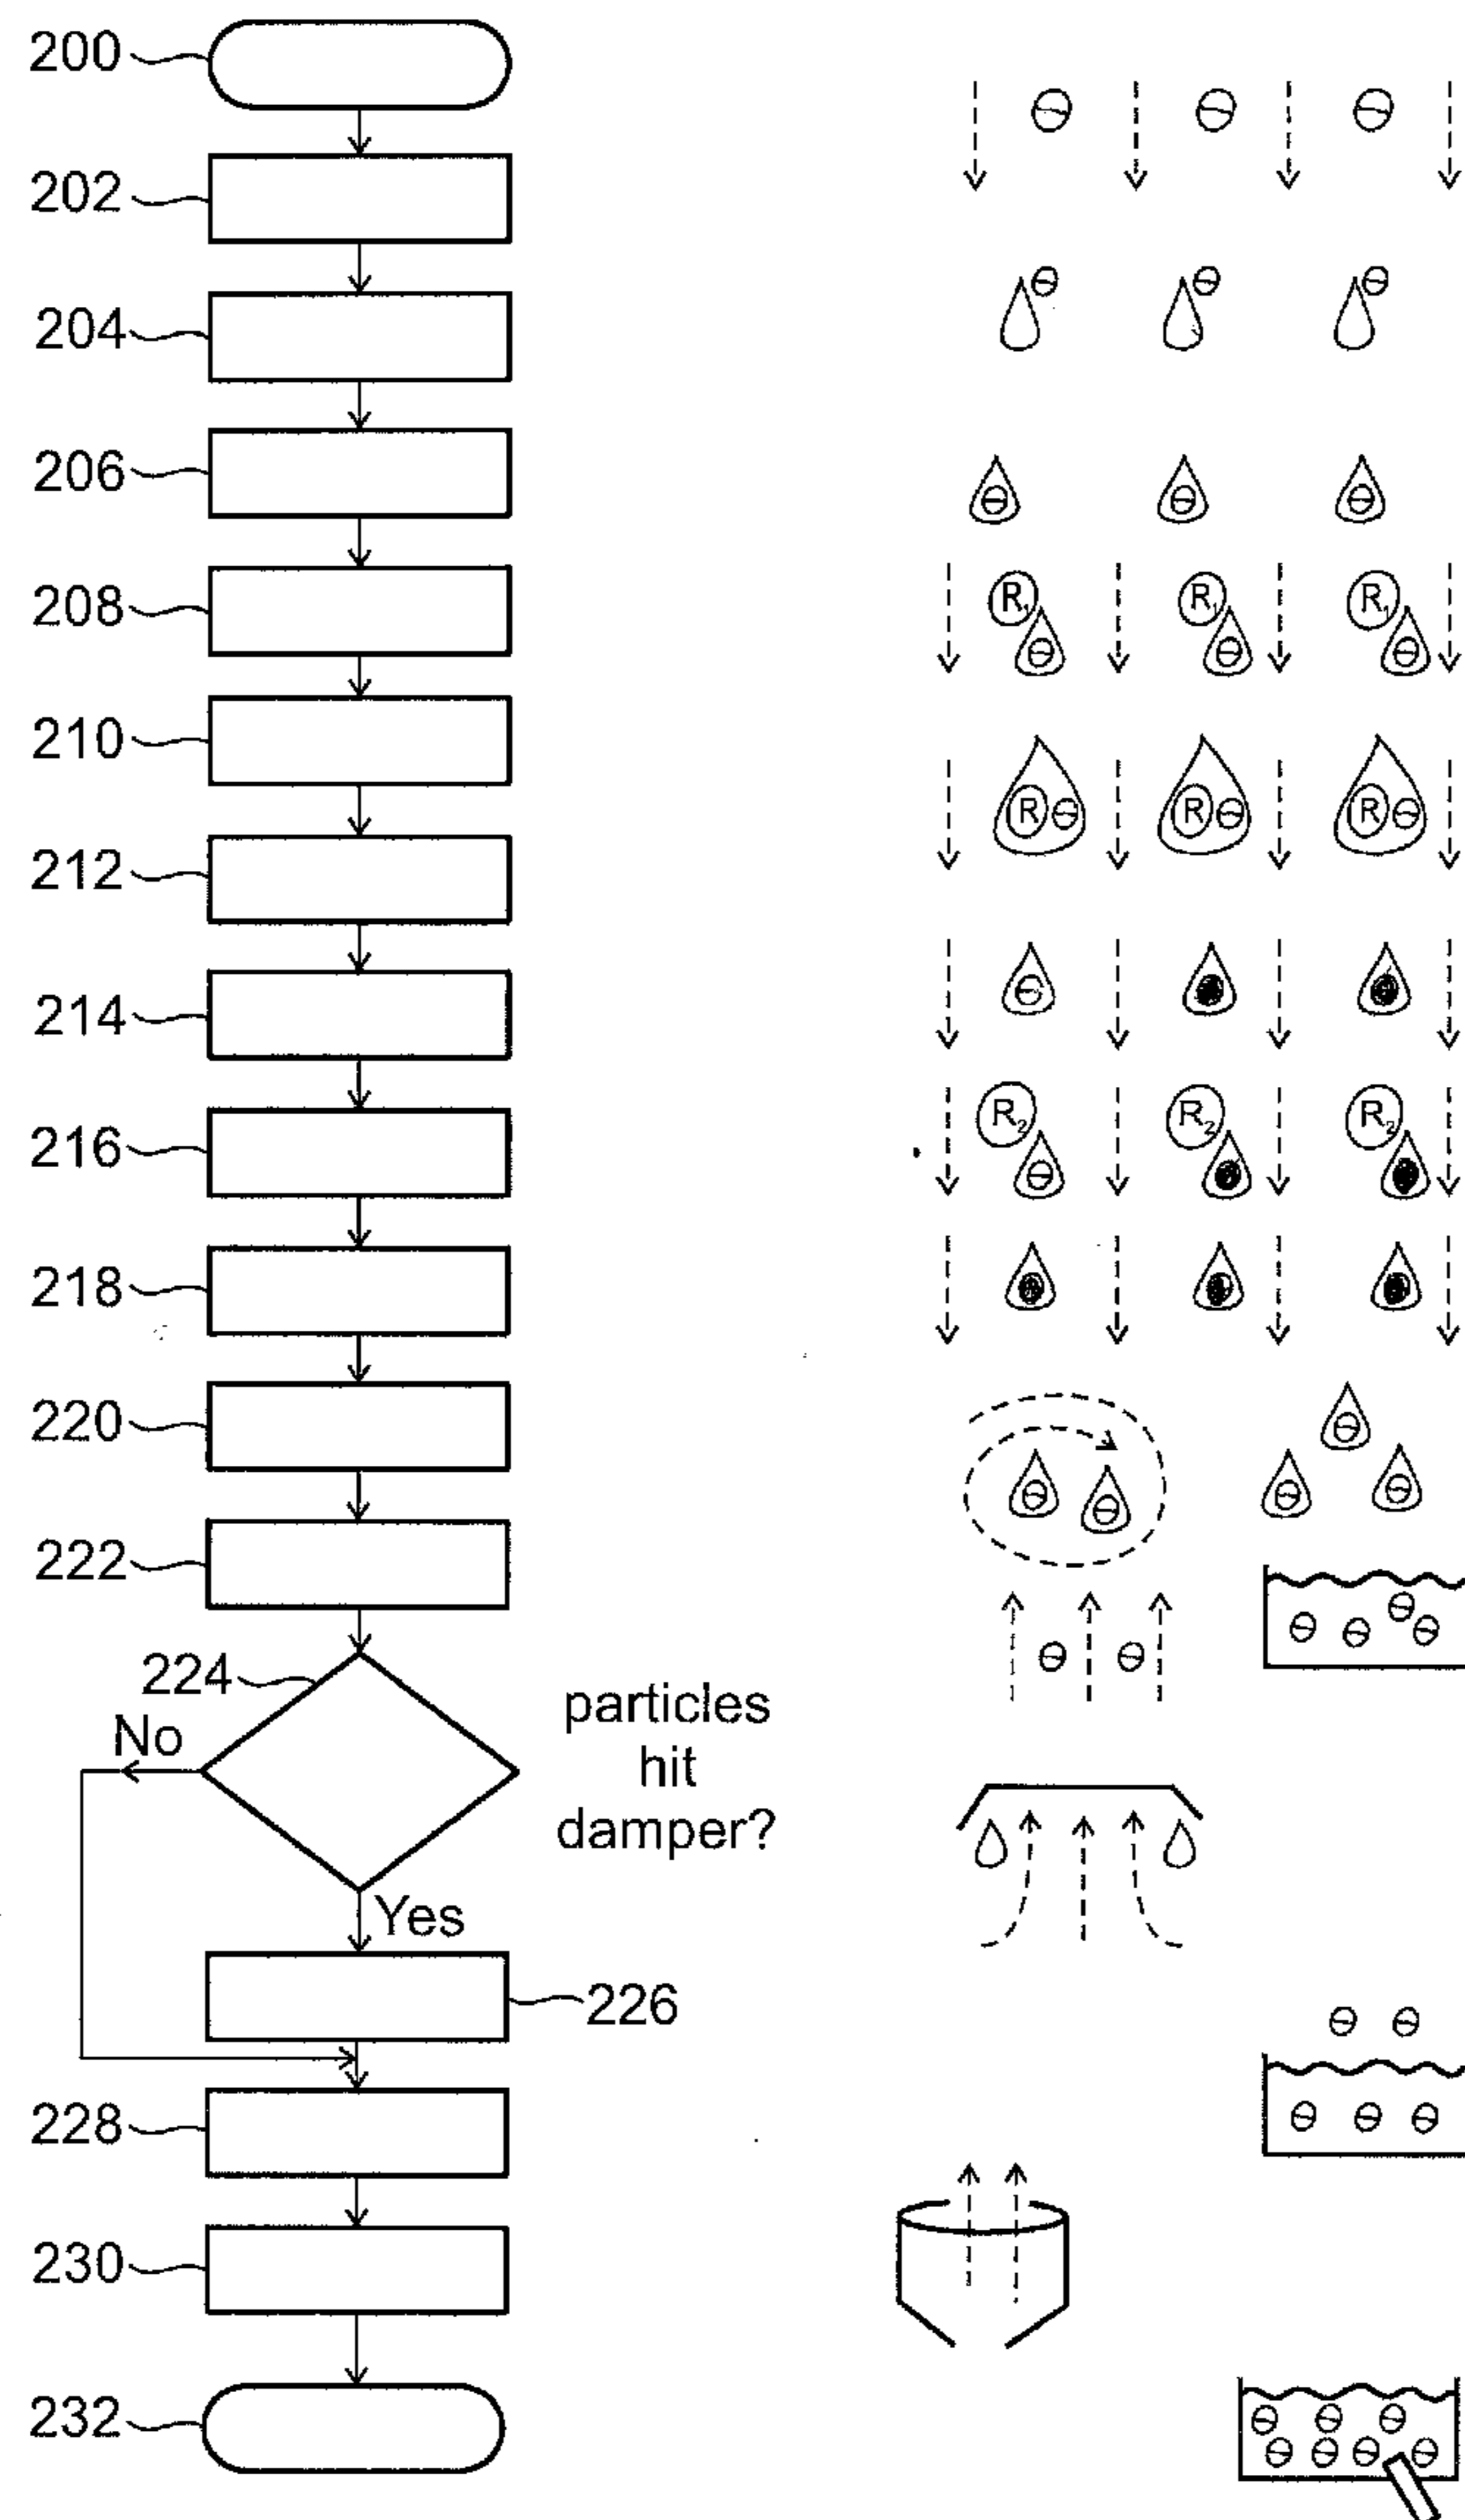 200
202
204
206
208
R₁ R₁ R₁
210
R R R
212
214
216
R₂ R₂ R₂
218
220
222
224
No
particles
hit
damper?
Yes
226
228
230
232